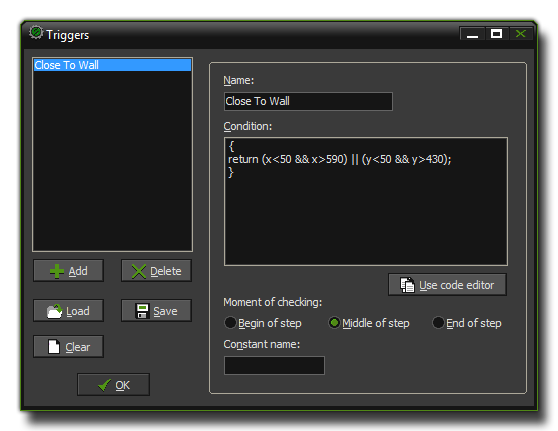 Triggers
Close To Wall
Name:
Close To Wall
Condition:
{
return (x<50 && x>590) || (y<50 && y>430);
}
Add
Delete
Use code editor
Load
Save
Moment of checking:
Begin of step
Middle of step
End of step
Clear
Constant name:
OK